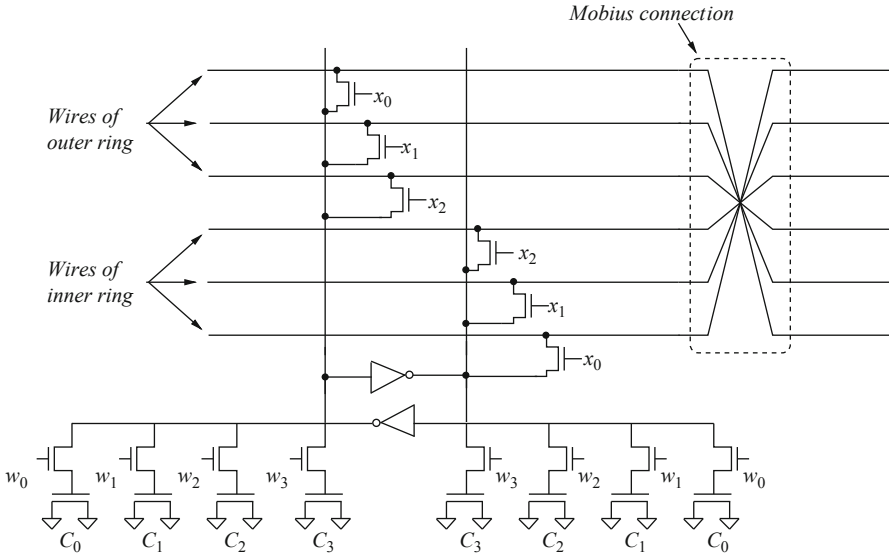 Mobius connection
x0
Wires of
outer ring
x1
x2
x2
Wires of
inner ring
x1
x0
w0 w1 w2 w3 w3 w2 w1 w0
C0 C1 C2 C3 C3 C2 C1 C0